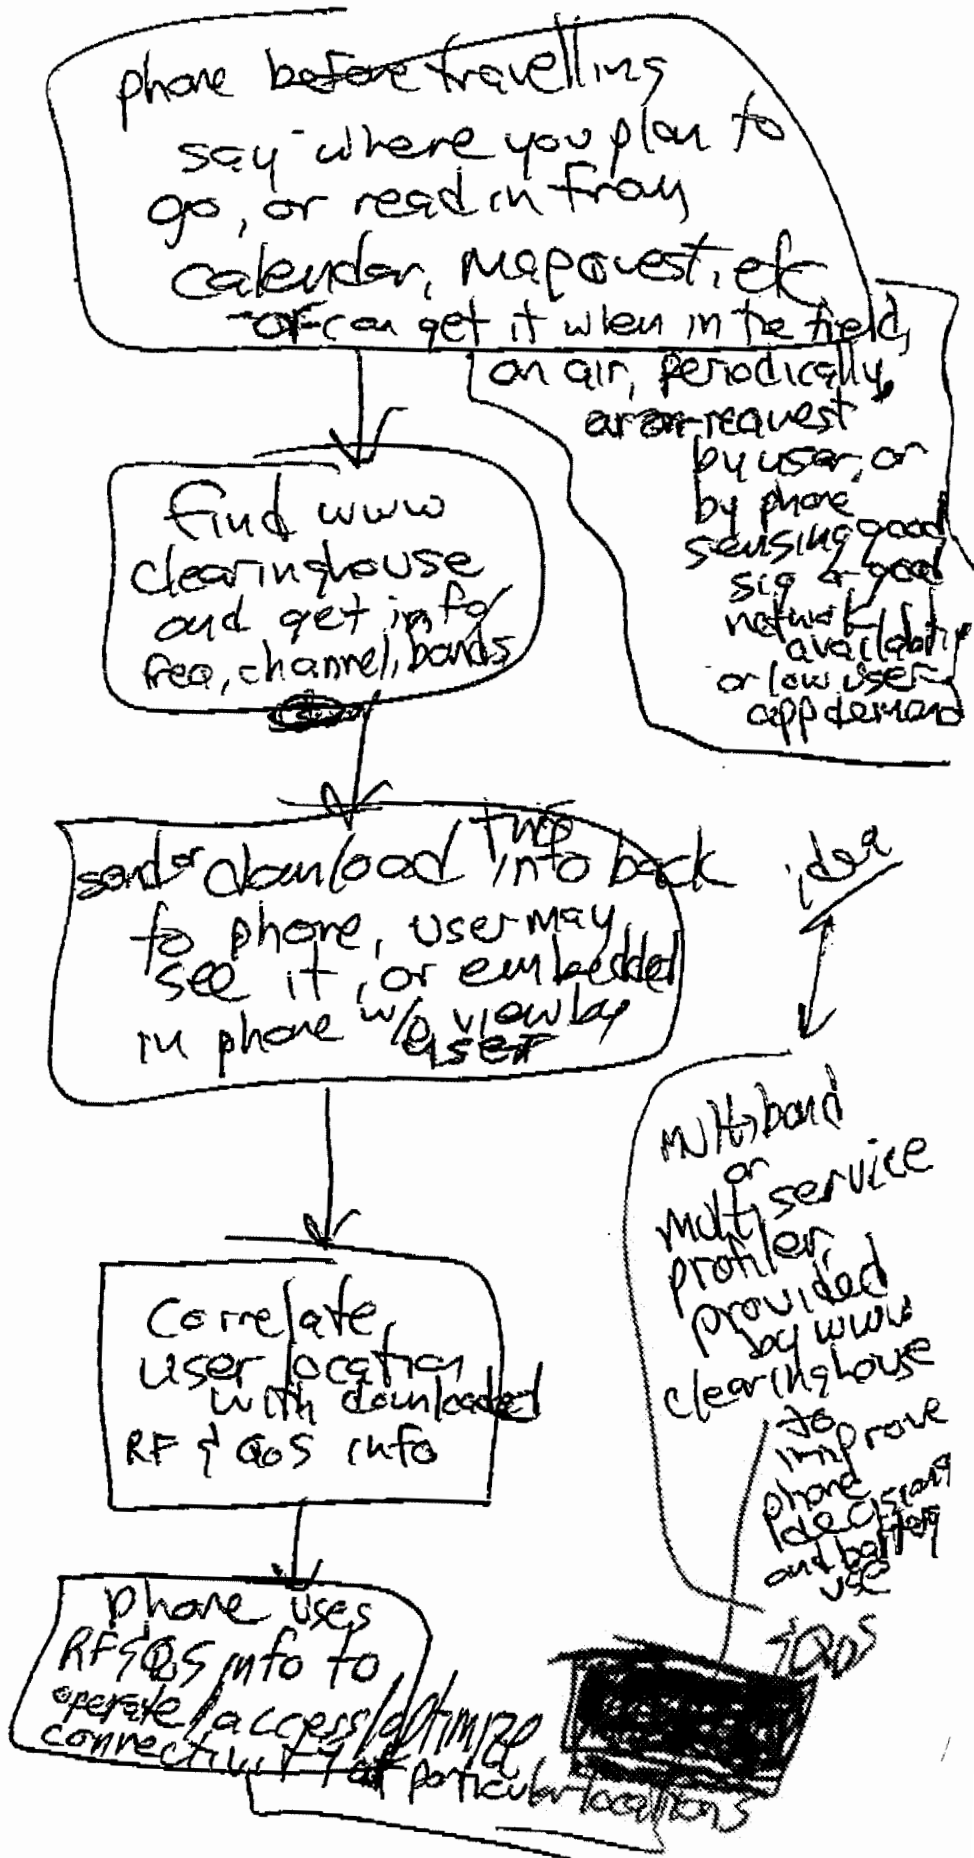 phone before travelling
say where you plan to
go, or read in from
calendar, Mapquest, etc
or can get it when in the field,
on air, periodically,
or on request
by user, or
by phone
sensing good
sig or good
network
availability
or low user
app demand
find www
clearinghouse
and get info/
freq, channel, bands
send or download info back
to phone, user may
see it, or embedded
in phone w/o view by
user
idea
Multiband
or
Multiservice
profiler,
provided
by www
clearinghouse
to
improve
phone
decisions
and battery
use
+ QoS
Correlate
user location
with downloaded
RF & QoS info
phone uses
RF & QoS info to
operate/access/optimize
connectivity at particular locations